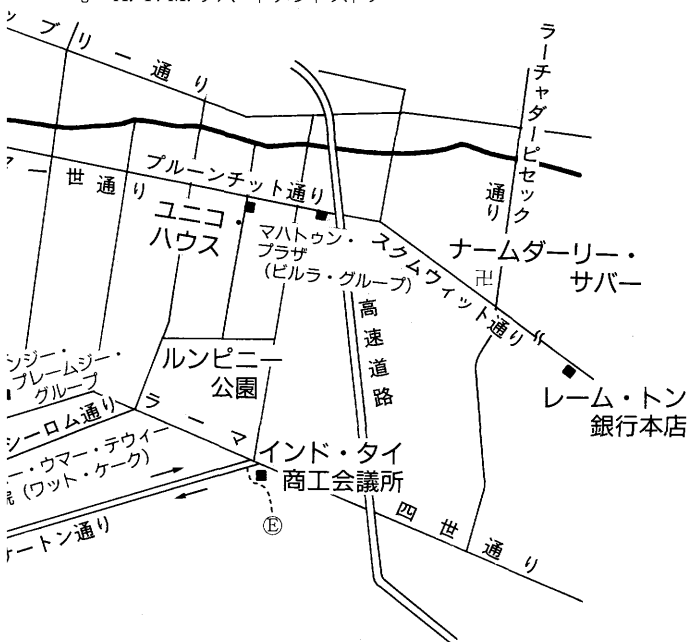 ップリー通り
ラーチャダーピセック
通り
マ一世通り
プルーンチット通り
ユニコ・
ハウス
マハトゥン・
プラザ
(ビルラ・グループ)
スクムウィット通り
ナームダーリー・
サバー
卍
高速道路
ンジー・
プレームジー・
グループ
ルンピニー
公園
レーム・トン
銀行本店
シーロム通り
ラーマ
四世通り
ー・ウマー・テウィー
院(ワット・ケーク)
インド・タイ
商工会議所
Ⓔ
ートン通り